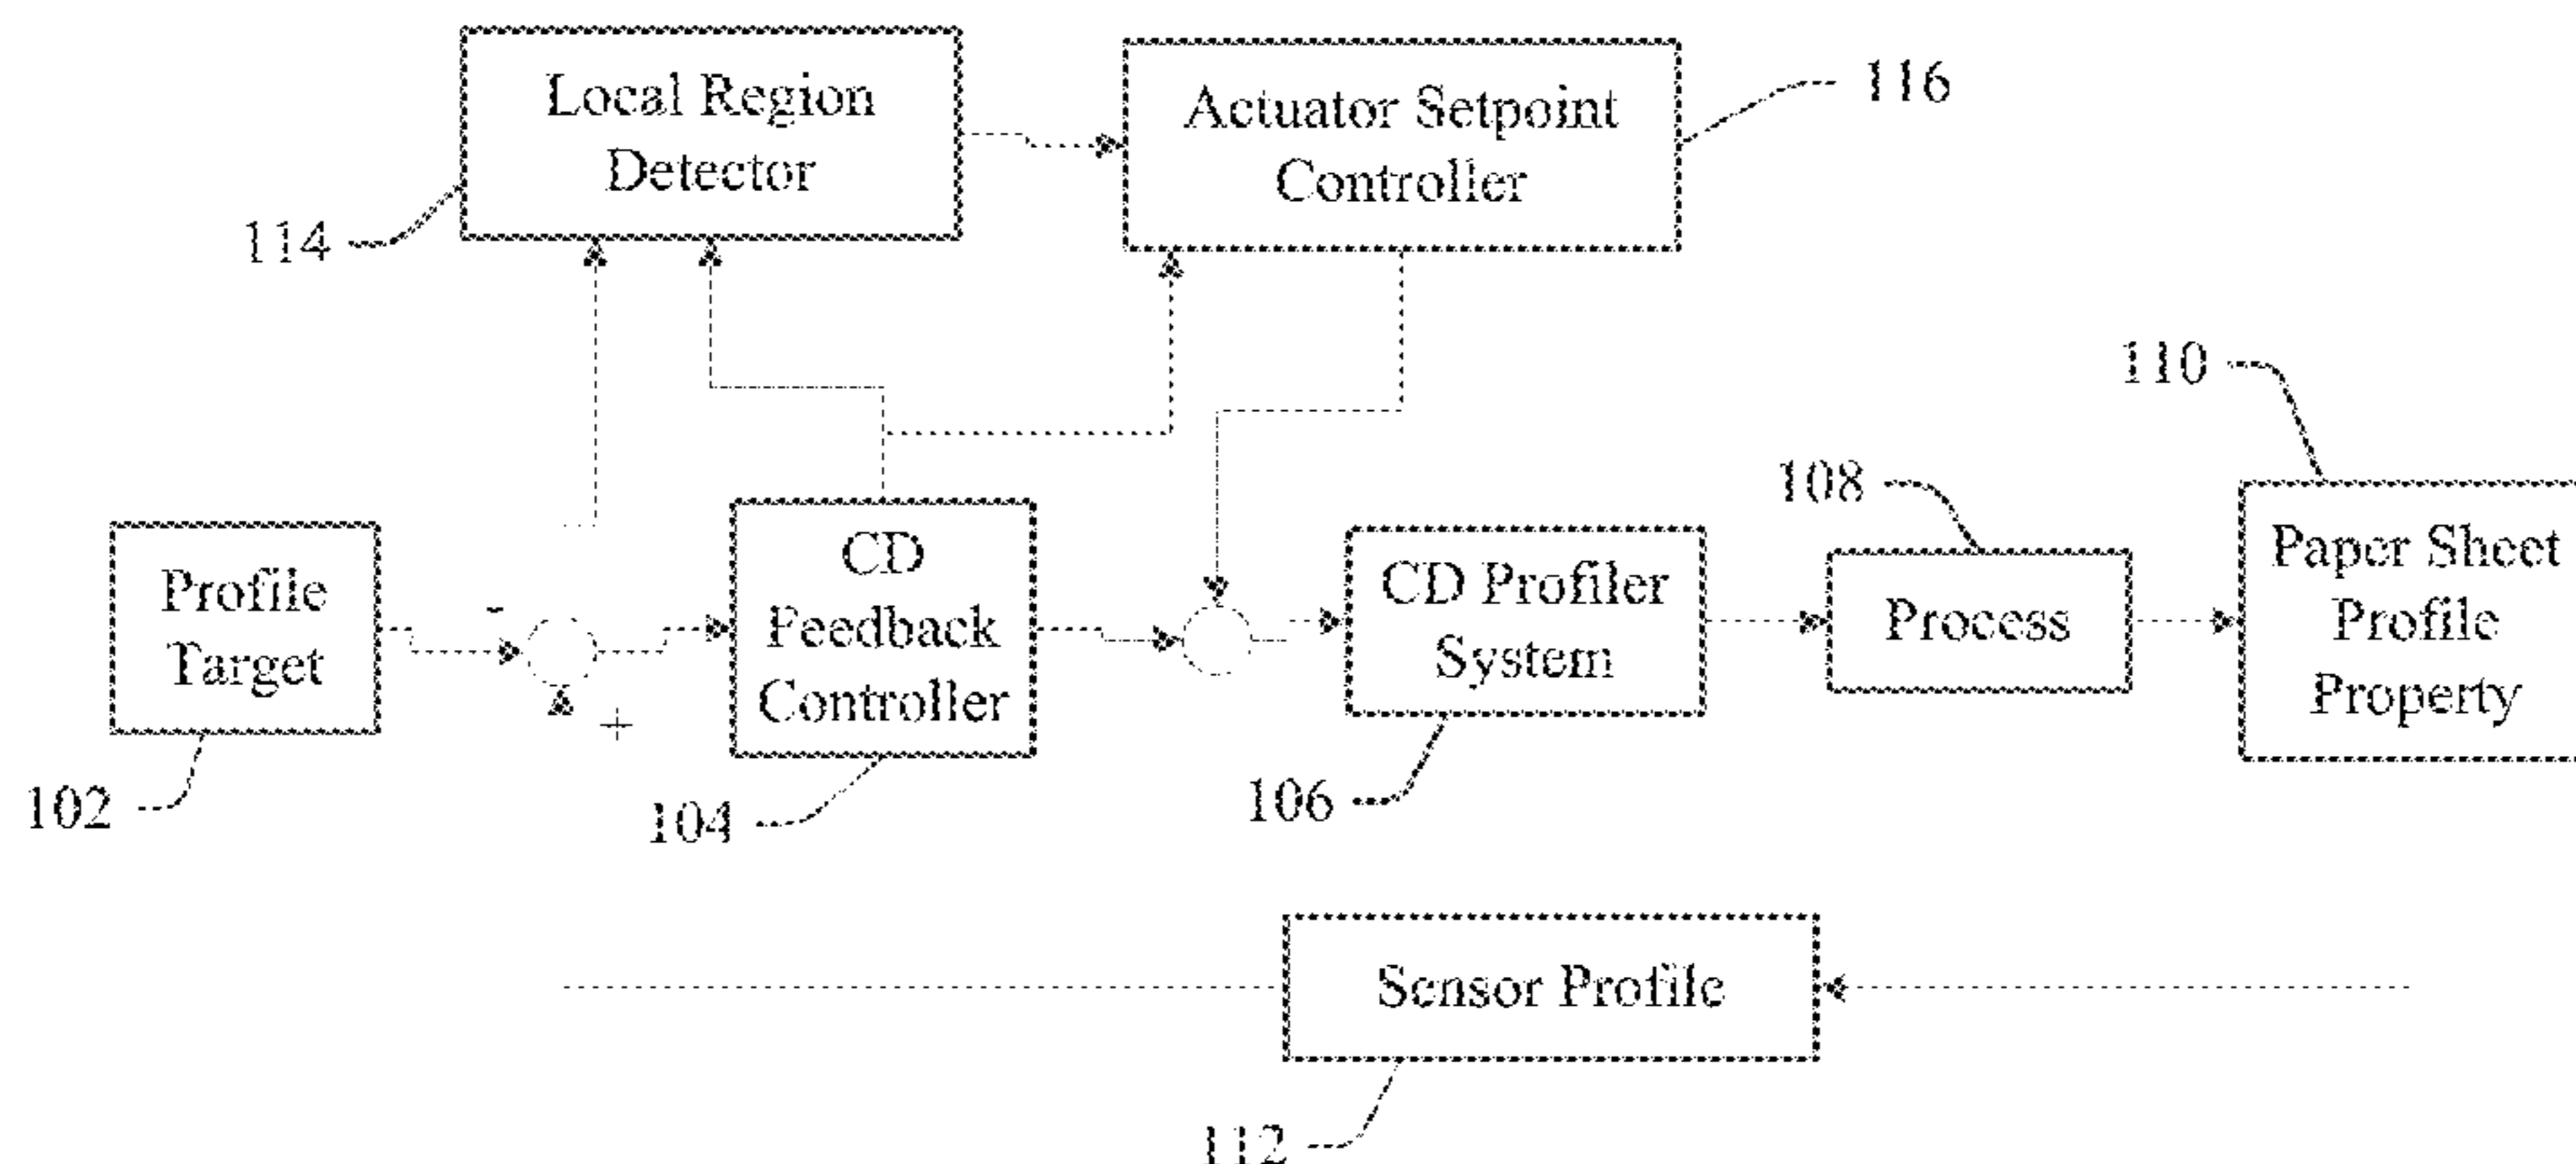 Local Region
Detector
Actuator Setpoint
Controller
116
114
110
108
Profile
Target
-
CD
Feedback
Controller
CD Profiler
System
Process
Paper Sheet
Profile
Property
+
102
104
106
Sensor Profile
112